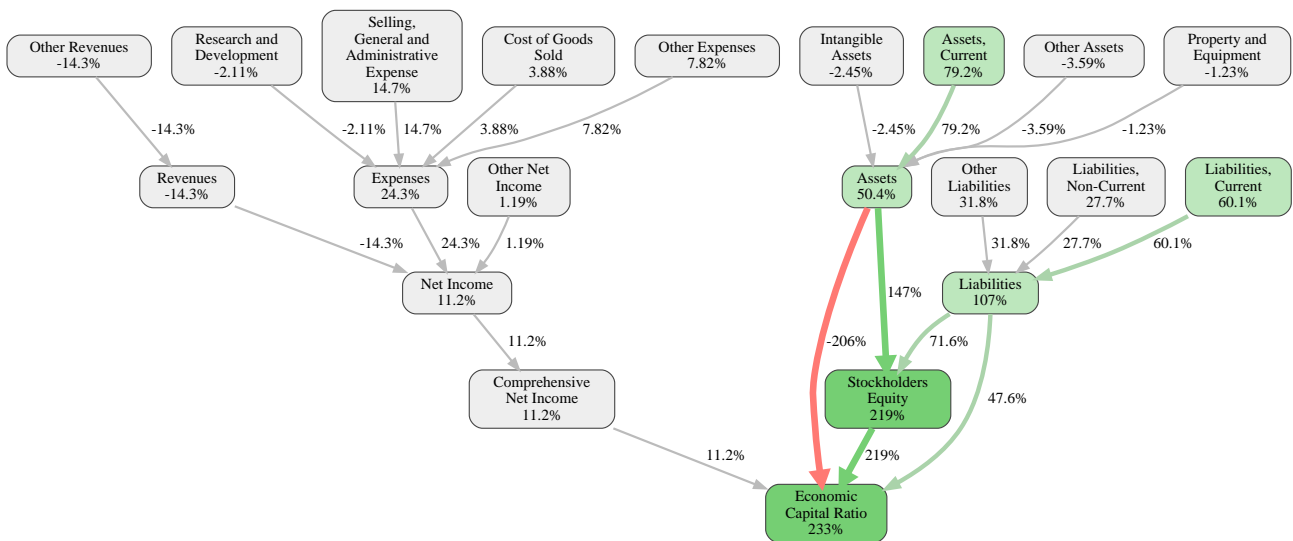 Other Revenues
-14.3%
Research and
Development
-2.11%
Selling,
General and
Administrative
Expense
14.7%
Cost of Goods
Sold
3.88%
Other Expenses
7.82%
Intangible
Assets
-2.45%
Assets,
Current
79.2%
Other Assets
-3.59%
Property and
Equipment
-1.23%
-14.3%
-2.11%
14.7%
3.88%
7.82%
-2.45%
79.2%
-3.59%
-1.23%
Revenues
-14.3%
Expenses
24.3%
Other Net
Income
1.19%
Assets
50.4%
Other
Liabilities
31.8%
Liabilities,
Non-Current
27.7%
Liabilities,
Current
60.1%
-14.3%
24.3%
1.19%
31.8%
27.7%
60.1%
Net Income
11.2%
147%
Liabilities
107%
11.2%
-206%
71.6%
Comprehensive
Net Income
11.2%
Stockholders
Equity
219%
47.6%
11.2%
219%
Economic
Capital Ratio
233%